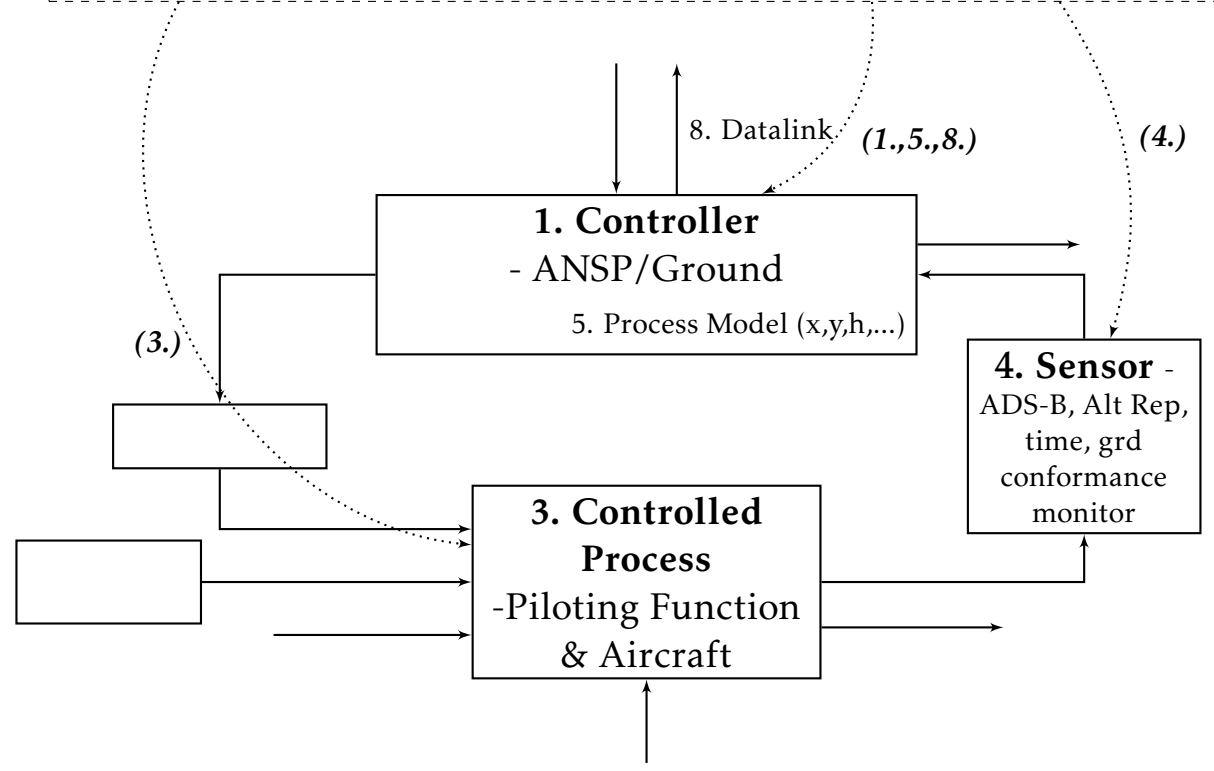 8. Datalink
(1.,5.,8.)
(4.)
1. Controller
- ANSP/Ground
5. Process Model (x,y,h,...)
(3.)
4. Sensor -
ADS-B, Alt Rep,
time, grd
conformance
monitor
3. Controlled
Process
-Piloting Function
& Aircraft